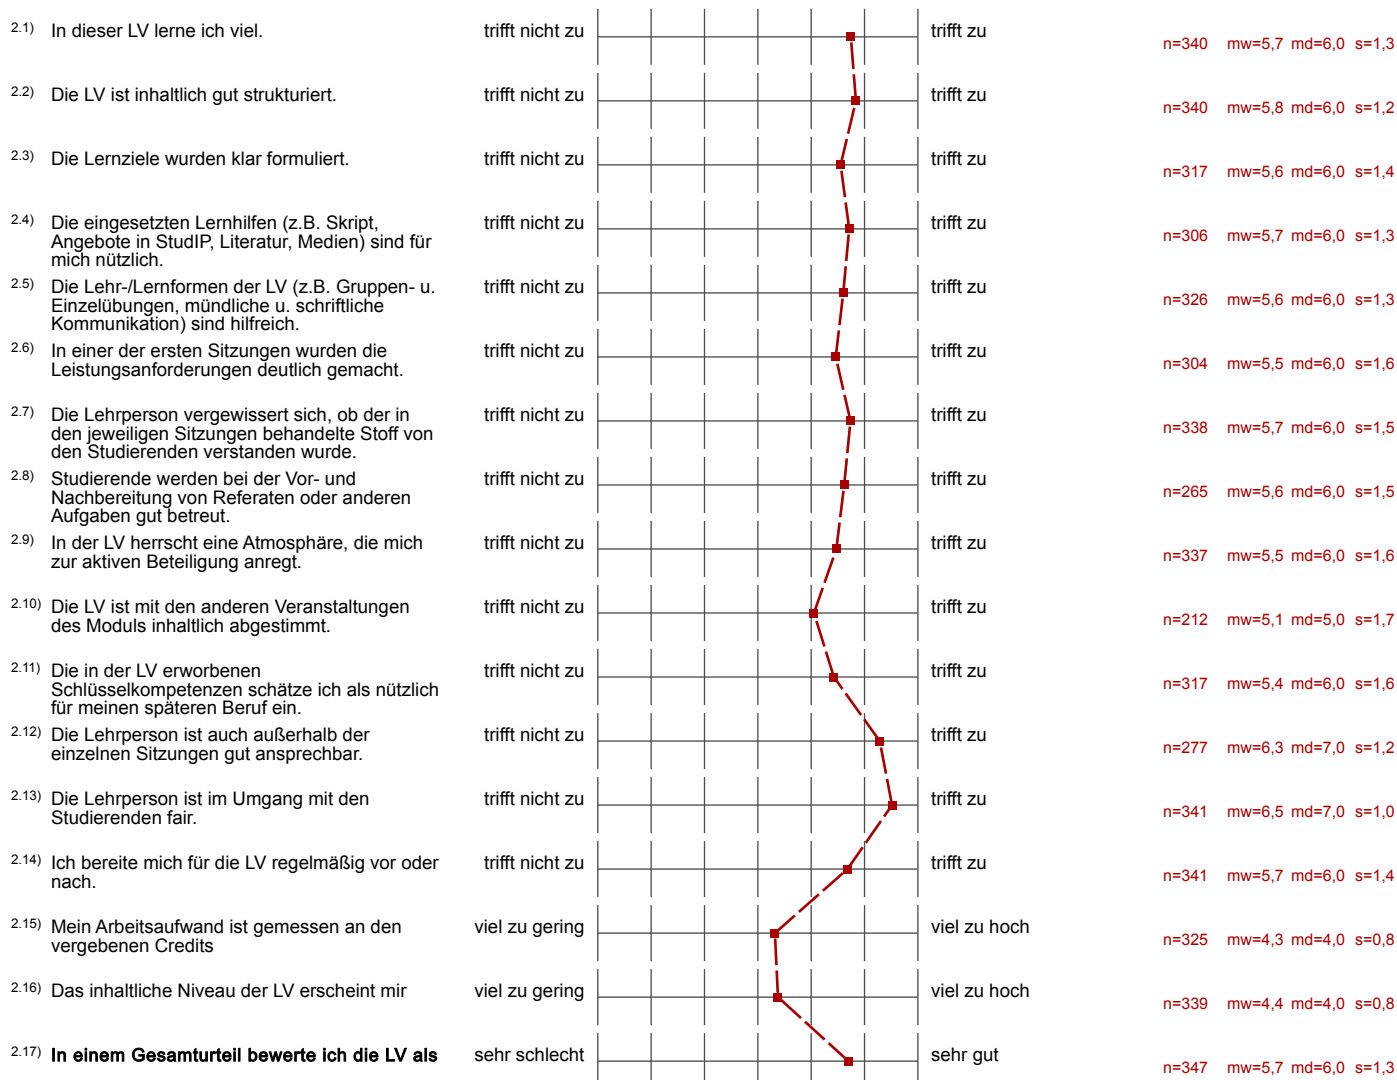 2.1) In dieser LV lerne ich viel. trifft nicht zu trifft zu n=340 mw=5,7 md=6,0 s=1,3
2.2) Die LV ist inhaltlich gut strukturiert. trifft nicht zu trifft zu n=340 mw=5,8 md=6,0 s=1,2
2.3) Die Lernziele wurden klar formuliert. trifft nicht zu trifft zu n=317 mw=5,6 md=6,0 s=1,4
2.4) Die eingesetzten Lernhilfen (z.B. Skript, trifft nicht zu trifft zu
Angebote in StudIP, Literatur, Medien) sind für n=306 mw=5,7 md=6,0 s=1,3
mich nützlich.
2.5) Die Lehr-/Lernformen der LV (z.B. Gruppen- u. trifft nicht zu trifft zu
Einzelübungen, mündliche u. schriftliche n=326 mw=5,6 md=6,0 s=1,3
Kommunikation) sind hilfreich.
2.6) In einer der ersten Sitzungen wurden die trifft nicht zu trifft zu
Leistungsanforderungen deutlich gemacht. n=304 mw=5,5 md=6,0 s=1,6
2.7) Die Lehrperson vergewissert sich, ob der in trifft nicht zu trifft zu
den jeweiligen Sitzungen behandelte Stoff von n=338 mw=5,7 md=6,0 s=1,5
den Studierenden verstanden wurde.
2.8) Studierende werden bei der Vor- und trifft nicht zu trifft zu
Nachbereitung von Referaten oder anderen n=265 mw=5,6 md=6,0 s=1,5
Aufgaben gut betreut.
2.9) In der LV herrscht eine Atmosphäre, die mich trifft nicht zu trifft zu
zur aktiven Beteiligung anregt. n=337 mw=5,5 md=6,0 s=1,6
2.10) Die LV ist mit den anderen Veranstaltungen trifft nicht zu trifft zu
des Moduls inhaltlich abgestimmt. n=212 mw=5,1 md=5,0 s=1,7
2.11) Die in der LV erworbenen trifft nicht zu trifft zu
Schlüsselkompetenzen schätze ich als nützlich n=317 mw=5,4 md=6,0 s=1,6
für meinen späteren Beruf ein.
2.12) Die Lehrperson ist auch außerhalb der trifft nicht zu trifft zu
einzelnen Sitzungen gut ansprechbar. n=277 mw=6,3 md=7,0 s=1,2
2.13) Die Lehrperson ist im Umgang mit den trifft nicht zu trifft zu
Studierenden fair. n=341 mw=6,5 md=7,0 s=1,0
2.14) Ich bereite mich für die LV regelmäßig vor oder trifft nicht zu trifft zu
nach. n=341 mw=5,7 md=6,0 s=1,4
2.15) Mein Arbeitsaufwand ist gemessen an den viel zu gering viel zu hoch
vergebenen Credits n=325 mw=4,3 md=4,0 s=0,8
2.16) Das inhaltliche Niveau der LV erscheint mir viel zu gering viel zu hoch n=339 mw=4,4 md=4,0 s=0,8
2.17) In einem Gesamturteil bewerte ich die LV als sehr schlecht sehr gut n=347 mw=5,7 md=6,0 s=1,3